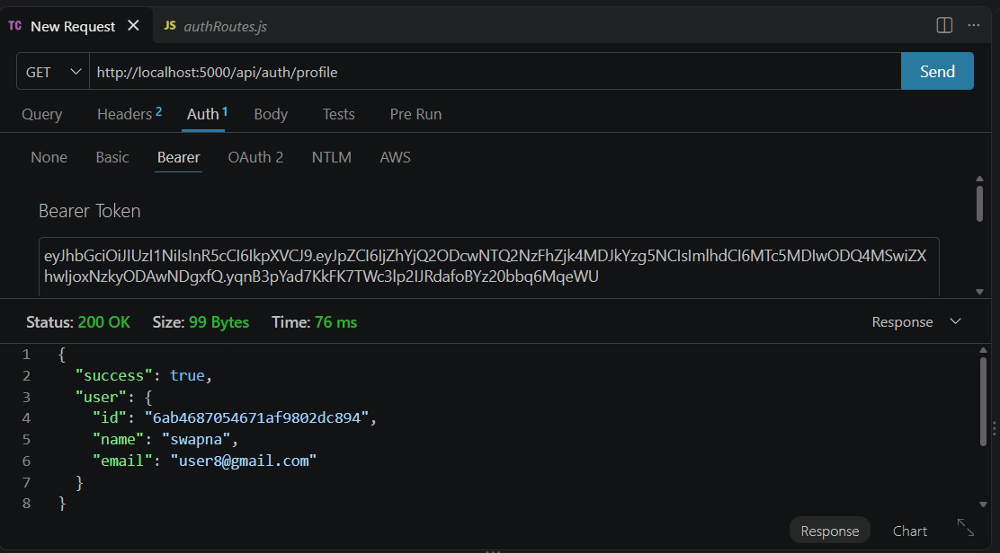 TC New Request × JS authRoutes.js ···
GET http://localhost:5000/api/auth/profile Send
Query Headers 2 Auth 1 Body Tests Pre Run
None Basic Bearer OAuth 2 NTLM AWS
Bearer Token
eyJhbGciOiJIUzI1NiIsInR5cCI6IkpXVCJ9.eyJpZCI6IjZhYjQ2ODcwNTQ2NzFhZjk4MDJkYzg5NCIsImlhdCI6MTc5MDIwODQ4MSwiZX
hwIjoxNzkyODAwNDgxfQ.yqnB3pYad7KkFK7TWc3lp2IJRdafoBYz20bbq6MqeWU
Status: 200 OK Size: 99 Bytes Time: 76 ms Response
1 {
2 "success": true,
3 "user": {
4 "id": "6ab4687054671af9802dc894",
5 "name": "swapna",
6 "email": "user8@gmail.com"
7 }
8 }
Response Chart